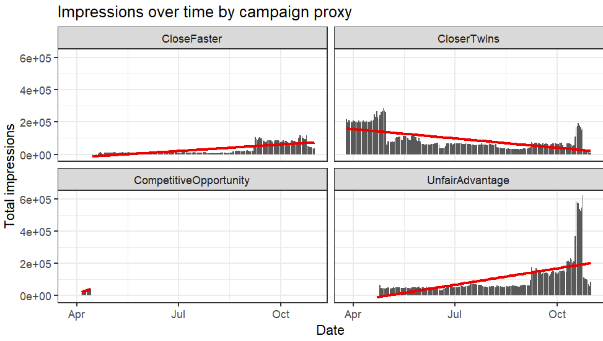 Impressions over time by campaign proxy
CloseFaster
CloserTwins
6e+05
4e+05
2e+05
0e+00
CompetitiveOpportunity
UnfairAdvantage
6e+05
4e+05
2e+05
0e+00
Total impressions
Apr
Jul
Oct
Apr
Jul
Oct
Date